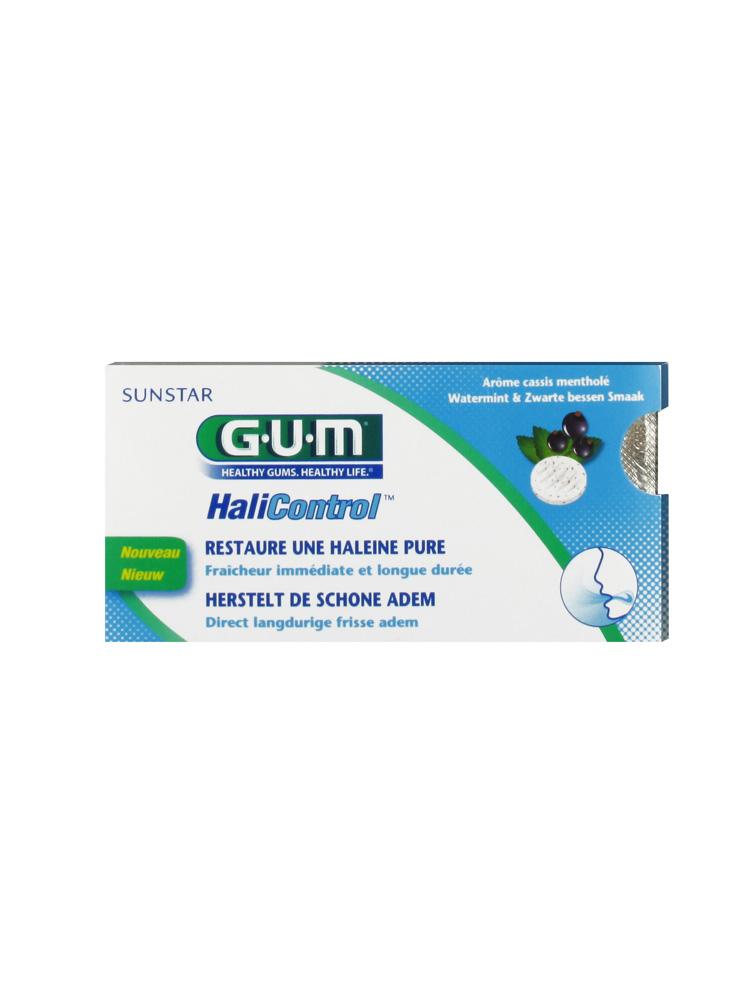 SUNSTAR
G·U·M®
HEALTHY GUMS. HEALTHY LIFE.®
HaliControl™
Arôme cassis mentholé
Watermint & Zwarte bessen Smaak
Nouveau
Nieuw
RESTAURE UNE HALEINE PURE
Fraîcheur immédiate et longue durée
HERSTELT DE SCHONE ADEM
Direct langdurige frisse adem